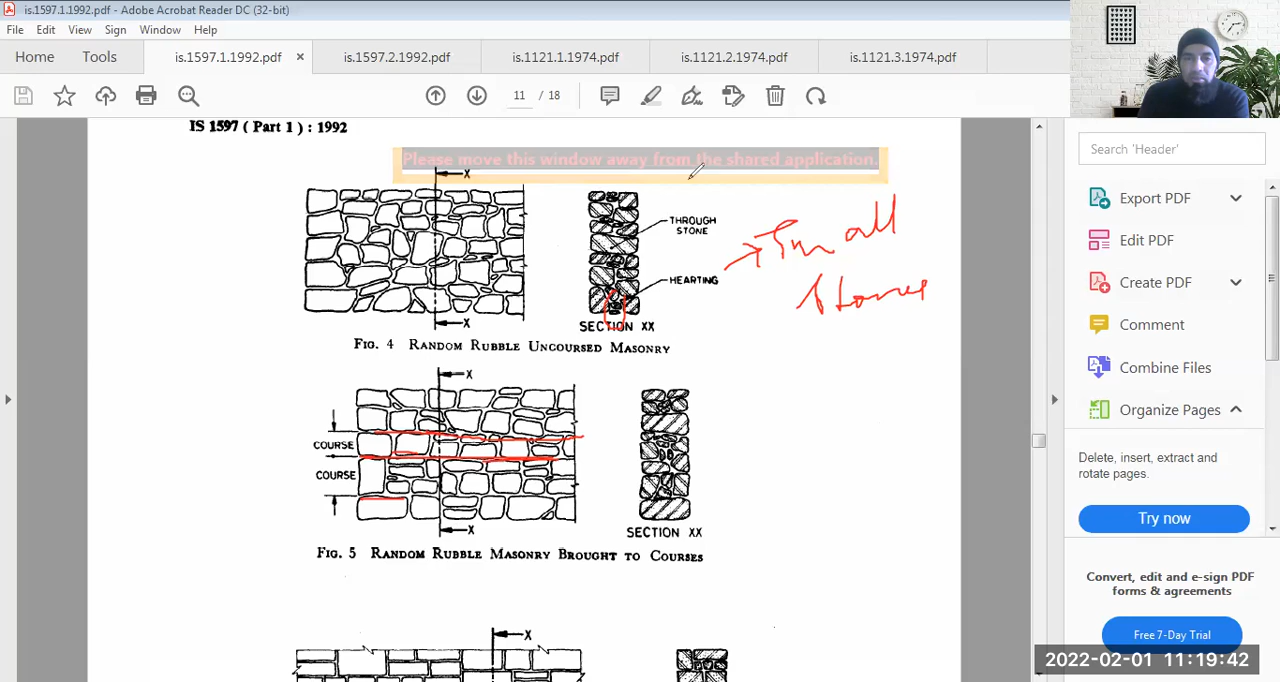 is.1597.1.1992.pdf - Adobe Acrobat Reader DC (32-bit)
File Edit View Sign Window Help
Home Tools is.1597.1.1992.pdf × is.1597.2.1992.pdf is.1121.1.1974.pdf is.1121.2.1974.pdf is.1121.3.1974.pdf
11 / 18
IS 1597 ( Part 1 ) : 1992
Please move this window away from the shared application.
X
THROUGH
STONE
HEARTING
Small
Stones
X
SECTION XX
FIG. 4 RANDOM RUBBLE UNCOURSED MASONRY
X
COURSE
COURSE
X
SECTION XX
FIG. 5 RANDOM RUBBLE MASONRY BROUGHT TO COURSES
X
Search 'Header'
Export PDF
Edit PDF
Create PDF
Comment
Combine Files
Organize Pages
Delete, insert, extract and
rotate pages.
Try now
Convert, edit and e-sign PDF
forms & agreements
Free 7-Day Trial
2022-02-01 11:19:42